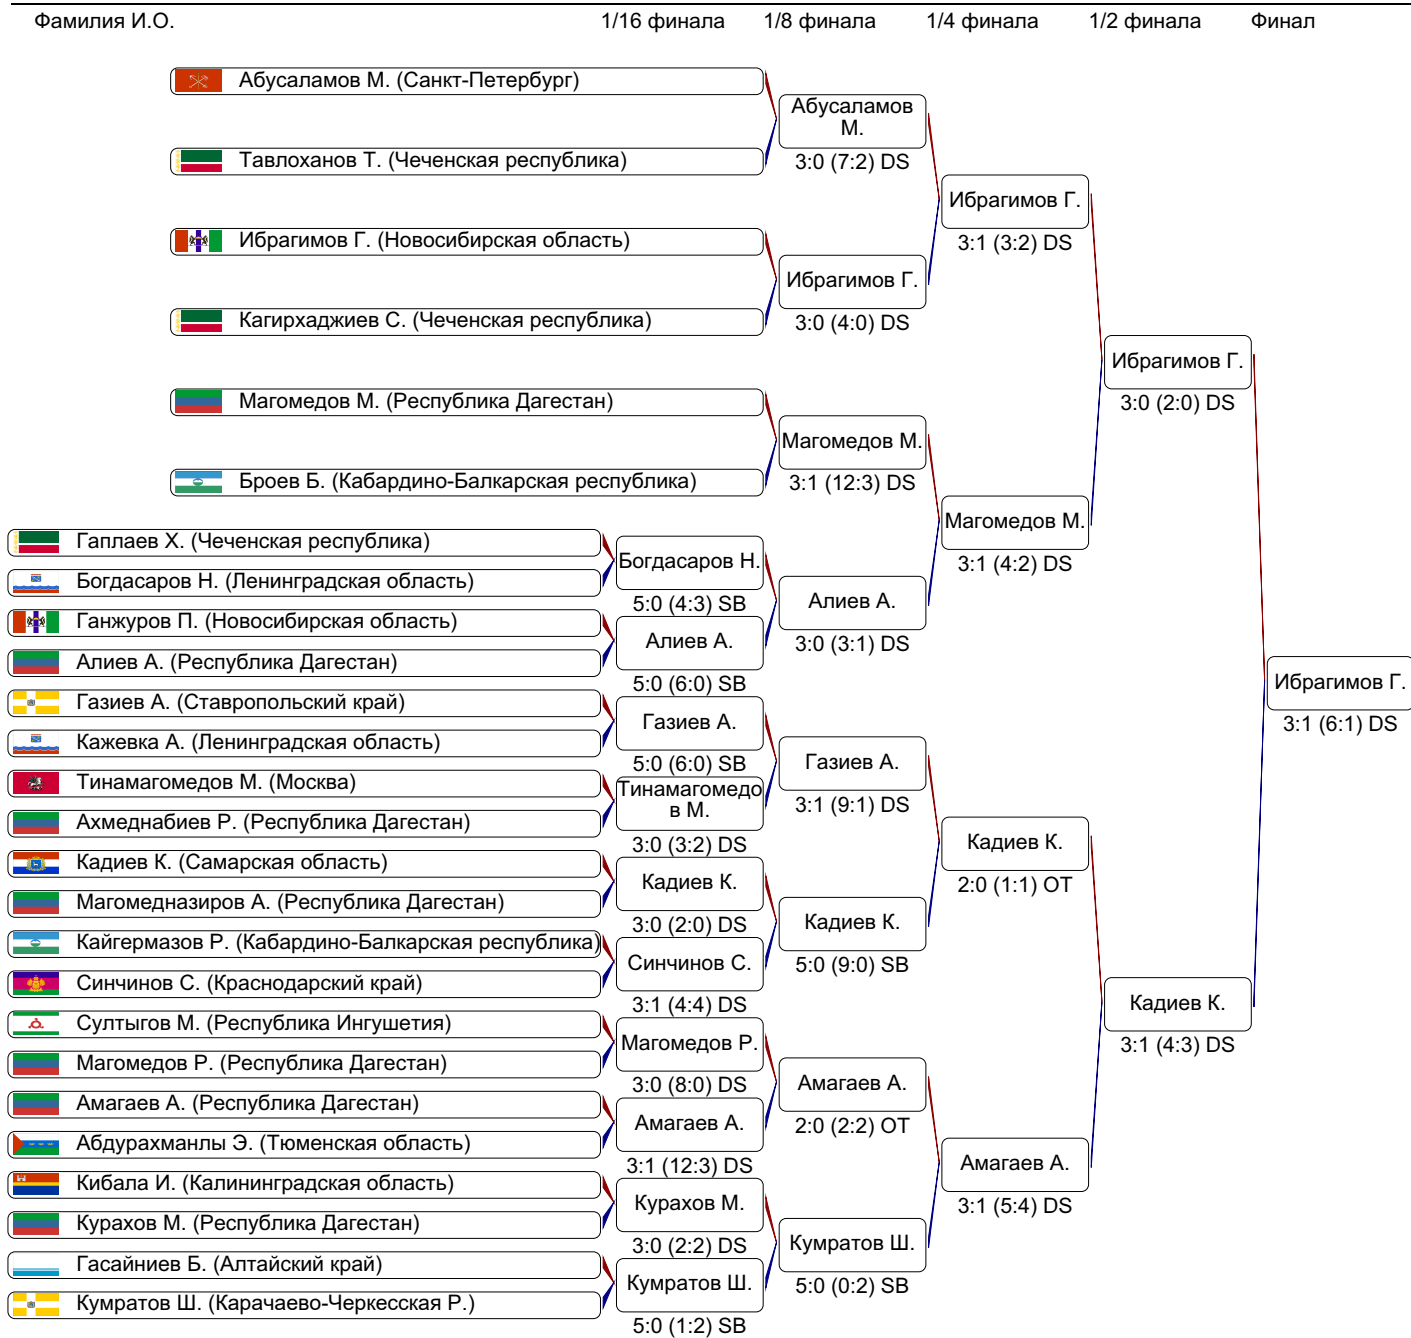 Фамилия И.О. 1/16 финала 1/8 финала 1/4 финала 1/2 финала Финал
Абусаламов М. (Санкт-Петербург)
Тавлоханов Т. (Чеченская республика)
Ибрагимов Г. (Новосибирская область)
Кагирхаджиев С. (Чеченская республика)
Магомедов М. (Республика Дагестан)
Броев Б. (Кабардино-Балкарская республика)
Гаплаев Х. (Чеченская республика)
Богдасаров Н. (Ленинградская область)
Ганжуров П. (Новосибирская область)
Алиев А. (Республика Дагестан)
Газиев А. (Ставропольский край)
Кажевка А. (Ленинградская область)
Тинамагомедов М. (Москва)
Ахмеднабиев Р. (Республика Дагестан)
Кадиев К. (Самарская область)
Магомедназиров А. (Республика Дагестан)
Кайгермазов Р. (Кабардино-Балкарская республика)
Синчинов С. (Краснодарский край)
Султыгов М. (Республика Ингушетия)
Магомедов Р. (Республика Дагестан)
Амагаев А. (Республика Дагестан)
Абдурахманлы Э. (Тюменская область)
Кибала И. (Калининградская область)
Курахов М. (Республика Дагестан)
Гасайниев Б. (Алтайский край)
Кумратов Ш. (Карачаево-Черкесская Р.)
Богдасаров Н.
5:0 (4:3) SB
Алиев А.
5:0 (6:0) SB
Газиев А.
5:0 (6:0) SB
Тинамагомедо
в М.
3:0 (3:2) DS
Кадиев К.
3:0 (2:0) DS
Синчинов С.
3:1 (4:4) DS
Магомедов Р.
3:0 (8:0) DS
Амагаев А.
3:1 (12:3) DS
Курахов М.
3:0 (2:2) DS
Кумратов Ш.
5:0 (1:2) SB
Абусаламов
М.
3:0 (7:2) DS
Ибрагимов Г.
3:0 (4:0) DS
Магомедов М.
3:1 (12:3) DS
Алиев А.
3:0 (3:1) DS
Газиев А.
3:1 (9:1) DS
Кадиев К.
5:0 (9:0) SB
Амагаев А.
2:0 (2:2) OT
Кумратов Ш.
5:0 (0:2) SB
Ибрагимов Г.
3:1 (3:2) DS
Магомедов М.
3:1 (4:2) DS
Кадиев К.
2:0 (1:1) OT
Амагаев А.
3:1 (5:4) DS
Ибрагимов Г.
3:0 (2:0) DS
Кадиев К.
3:1 (4:3) DS
Ибрагимов Г.
3:1 (6:1) DS